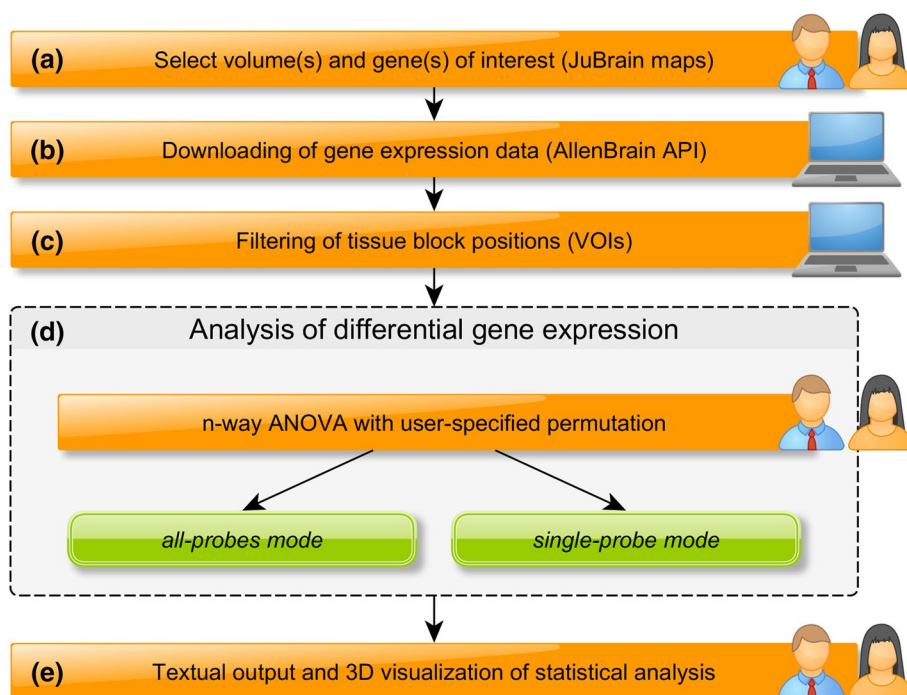 (a) Select volume(s) and gene(s) of interest (JuBrain maps)
(b) Downloading of gene expression data (AllenBrain API)
(c) Filtering of tissue block positions (VOIs)
(d) Analysis of differential gene expression
n-way ANOVA with user-specified permutation
all-probes mode
single-probe mode
(e) Textual output and 3D visualization of statistical analysis